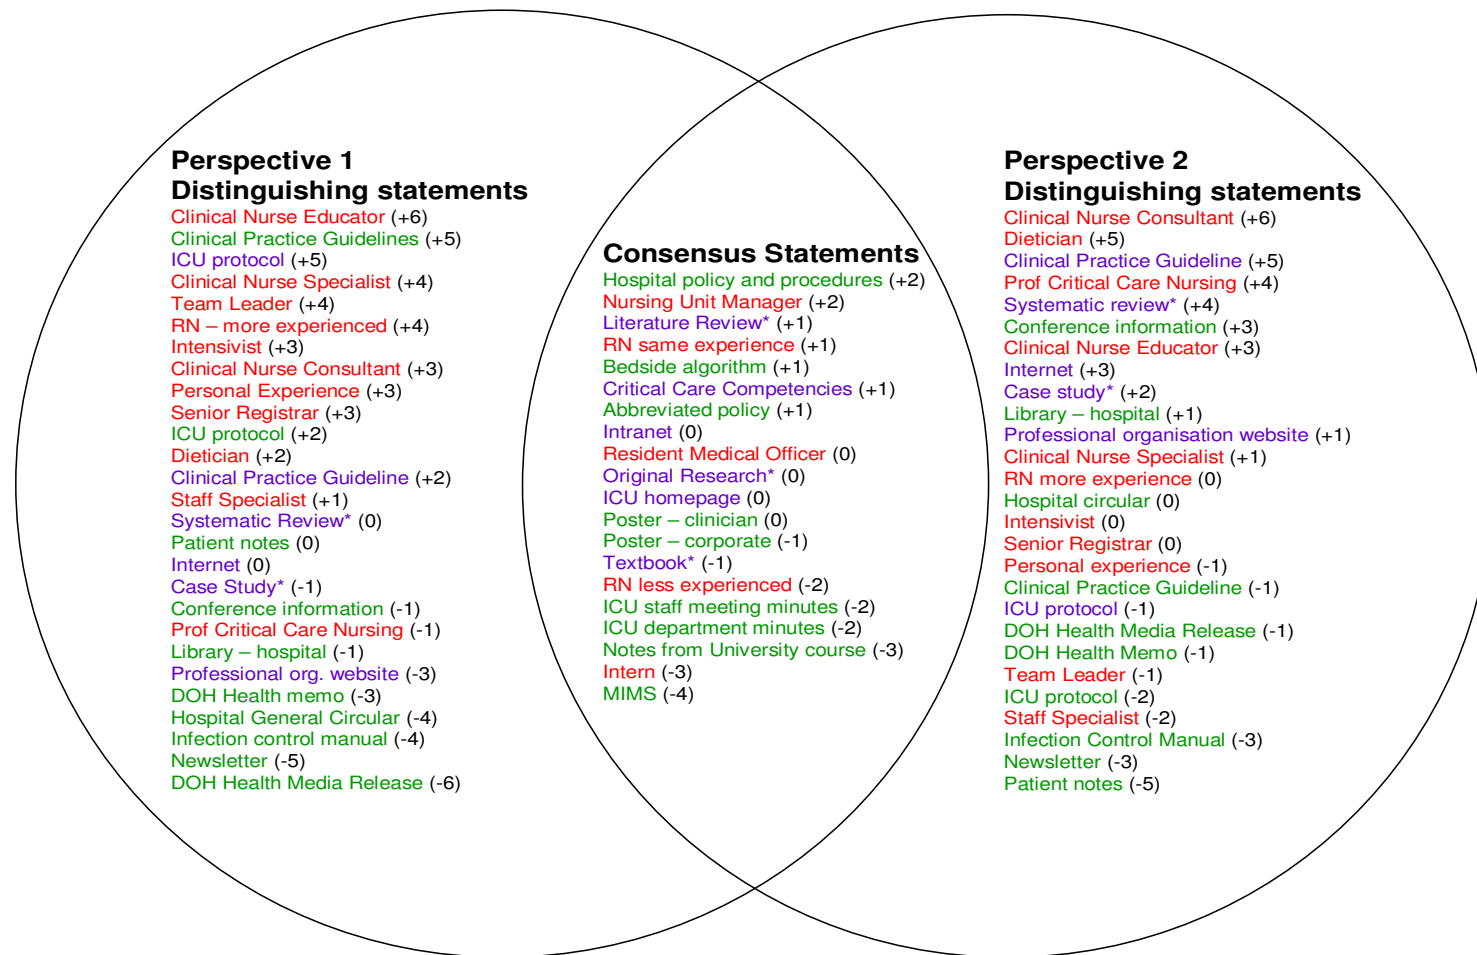 Perspective 1
Distinguishing statements
Clinical Nurse Educator (+6)
Clinical Practice Guidelines (+5)
ICU protocol (+5)
Clinical Nurse Specialist (+4)
Team Leader (+4)
RN – more experienced (+4)
Intensivist (+3)
Clinical Nurse Consultant (+3)
Personal Experience (+3)
Senior Registrar (+3)
ICU protocol (+2)
Dietician (+2)
Clinical Practice Guideline (+2)
Staff Specialist (+1)
Systematic Review* (0)
Patient notes (0)
Internet (0)
Case Study* (-1)
Conference information (-1)
Prof Critical Care Nursing (-1)
Library – hospital (-1)
Professional org. website (-3)
DOH Health memo (-3)
Hospital General Circular (-4)
Infection control manual (-4)
Newsletter (-5)
DOH Health Media Release (-6)
Consensus Statements
Hospital policy and procedures (+2)
Nursing Unit Manager (+2)
Literature Review* (+1)
RN same experience (+1)
Bedside algorithm (+1)
Critical Care Competencies (+1)
Abbreviated policy (+1)
Intranet (0)
Resident Medical Officer (0)
Original Research* (0)
ICU homepage (0)
Poster – clinician (0)
Poster – corporate (-1)
Textbook* (-1)
RN less experienced (-2)
ICU staff meeting minutes (-2)
ICU department minutes (-2)
Notes from University course (-3)
Intern (-3)
MIMS (-4)
Perspective 2
Distinguishing statements
Clinical Nurse Consultant (+6)
Dietician (+5)
Clinical Practice Guideline (+5)
Prof Critical Care Nursing (+4)
Systematic review* (+4)
Conference information (+3)
Clinical Nurse Educator (+3)
Internet (+3)
Case study* (+2)
Library – hospital (+1)
Professional organisation website (+1)
Clinical Nurse Specialist (+1)
RN more experience (0)
Hospital circular (0)
Intensivist (0)
Senior Registrar (0)
Personal experience (-1)
Clinical Practice Guideline (-1)
ICU protocol (-1)
DOH Health Media Release (-1)
DOH Health Memo (-1)
Team Leader (-1)
ICU protocol (-2)
Staff Specialist (-2)
Infection Control Manual (-3)
Newsletter (-3)
Patient notes (-5)